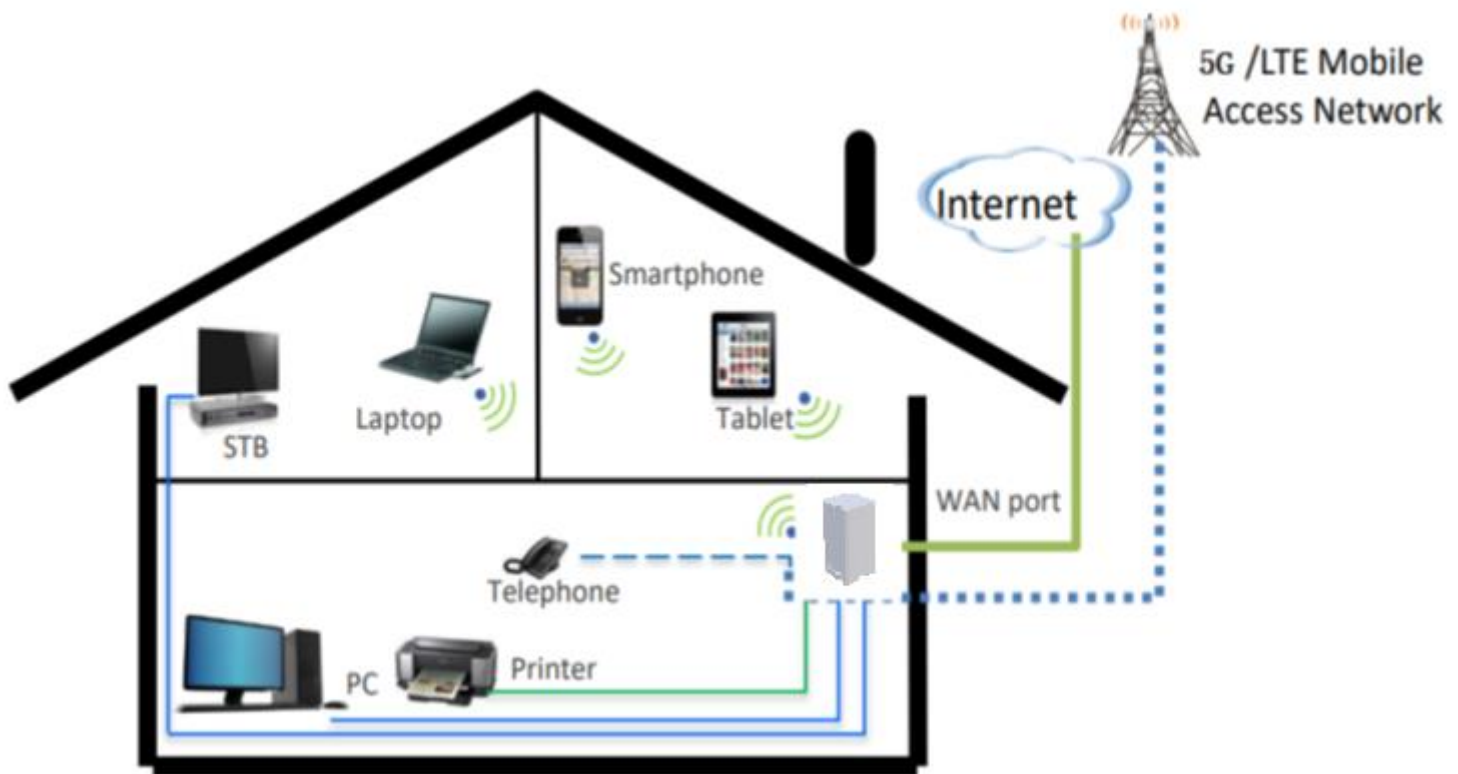 5G /LTE Mobile
Access Network
Internet
Smartphone
Laptop
Tablet
STB
WAN port
Telephone
PC
Printer